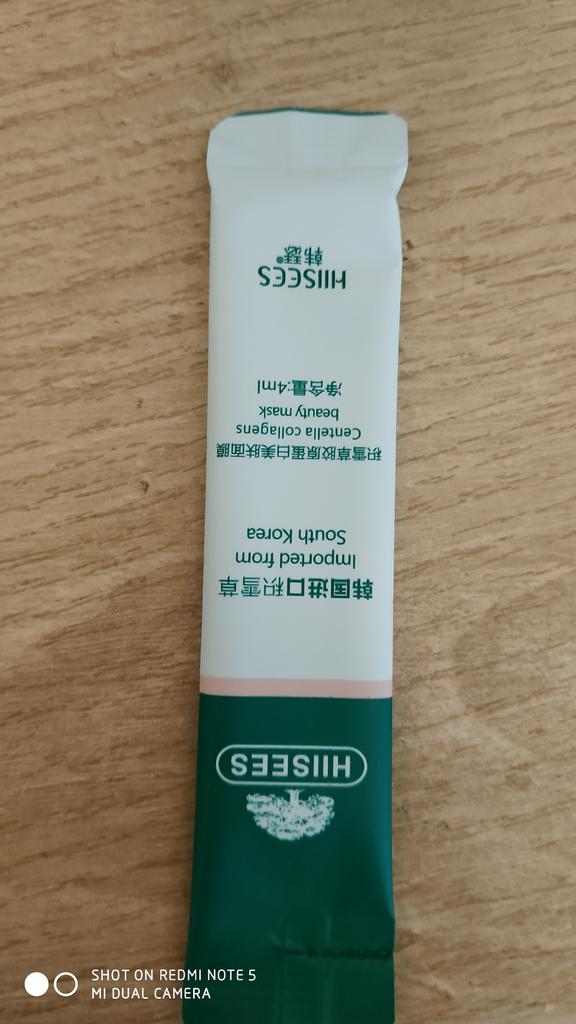 HIISEES
韩国进口积雪草
Imported from
South Korea
积雪草胶原蛋白美肤面膜
Centella collagens
beauty mask
净含量:4ml
HIISEES
韩瑟®
SHOT ON REDMI NOTE 5
MI DUAL CAMERA